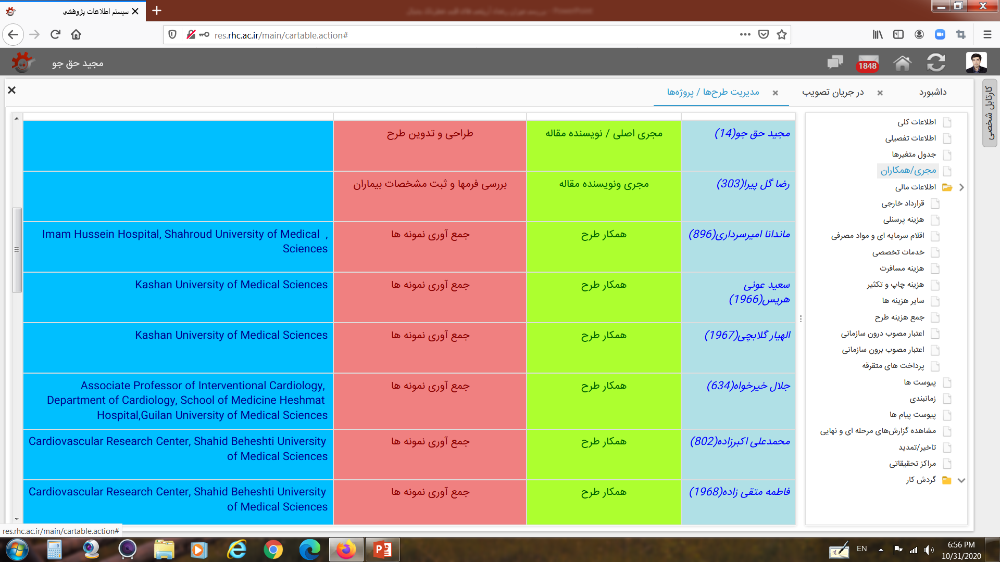 سیستم اطلاعات پژوهشی
res.rhc.ac.ir/main/cartable.action#
مجید حق جو
1848
کارتابل شخصی
داشبورد
در جریان تصویب
مدیریت طرح‌ها / پروژه‌ها
اطلاعات کلی
اطلاعات تفصیلی
جدول متغیرها
مجری/همکاران
اطلاعات مالی
قرارداد خارجی
هزینه پرسنلی
اقلام سرمایه ای و مواد مصرفی
خدمات تخصصی
هزینه مسافرت
هزینه چاپ و تکثیر
سایر هزینه ها
جمع هزینه طرح
اعتبار مصوب درون سازمانی
اعتبار مصوب برون سازمانی
پرداخت های متفرقه
پیوست ها
زمانبندی
پیوست پیام ها
مشاهده گزارش‌های مرحله ای و نهایی
تاخیر/تمدید
مراکز تحقیقاتی
گردش کار
مجید حق جو(14)
مجری اصلی / نویسنده مقاله
طراحی و تدوین طرح
رضا گل پیرا(303)
مجری ونویسنده مقاله
بررسی فرمها و ثبت مشخصات بیماران
ماندانا امیرسرداری(896)
همکار طرح
جمع آوری نمونه ها
Imam Hussein Hospital, Shahroud University of Medical ,
Sciences
سعید عونی
هریس(1966)
همکار طرح
جمع آوری نمونه ها
Kashan University of Medical Sciences
الهیار گلابچی(1967)
همکار طرح
جمع آوری نمونه ها
Kashan University of Medical Sciences
جلال خیرخواه(634)
همکار طرح
جمع آوری نمونه ها
Associate Professor of Interventional Cardiology,
Department of Cardiology, School of Medicine Heshmat
Hospital,Guilan University of Medical Sciences
محمدعلی اکبرزاده(802)
همکار طرح
جمع آوری نمونه ها
Cardiovascular Research Center, Shahid Beheshti University
of Medical Sciences
فاطمه متقی زاده(1968)
همکار طرح
جمع آوری نمونه ها
Cardiovascular Research Center, Shahid Beheshti University
of Medical Sciences
res.rhc.ac.ir/main/cartable.action#
EN
6:56 PM
10/31/2020